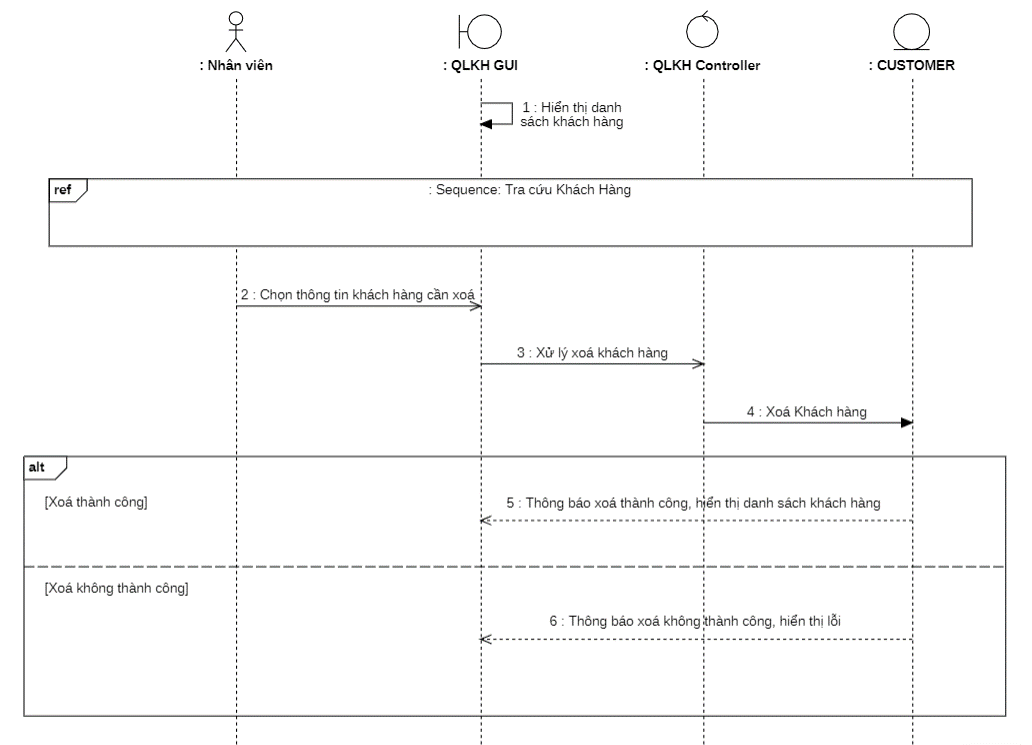 : Nhân viên
: QLKH GUI
: QLKH Controller
: CUSTOMER
1 : Hiển thị danh
sách khách hàng
ref
: Sequence: Tra cứu Khách Hàng
2 : Chọn thông tin khách hàng cần xoá
3 : Xử lý xoá khách hàng
4 : Xoá Khách hàng
alt
[Xoá thành công]
5 : Thông báo xoá thành công, hiển thị danh sách khách hàng
[Xoá không thành công]
6 : Thông báo xoá không thành công, hiển thị lỗi